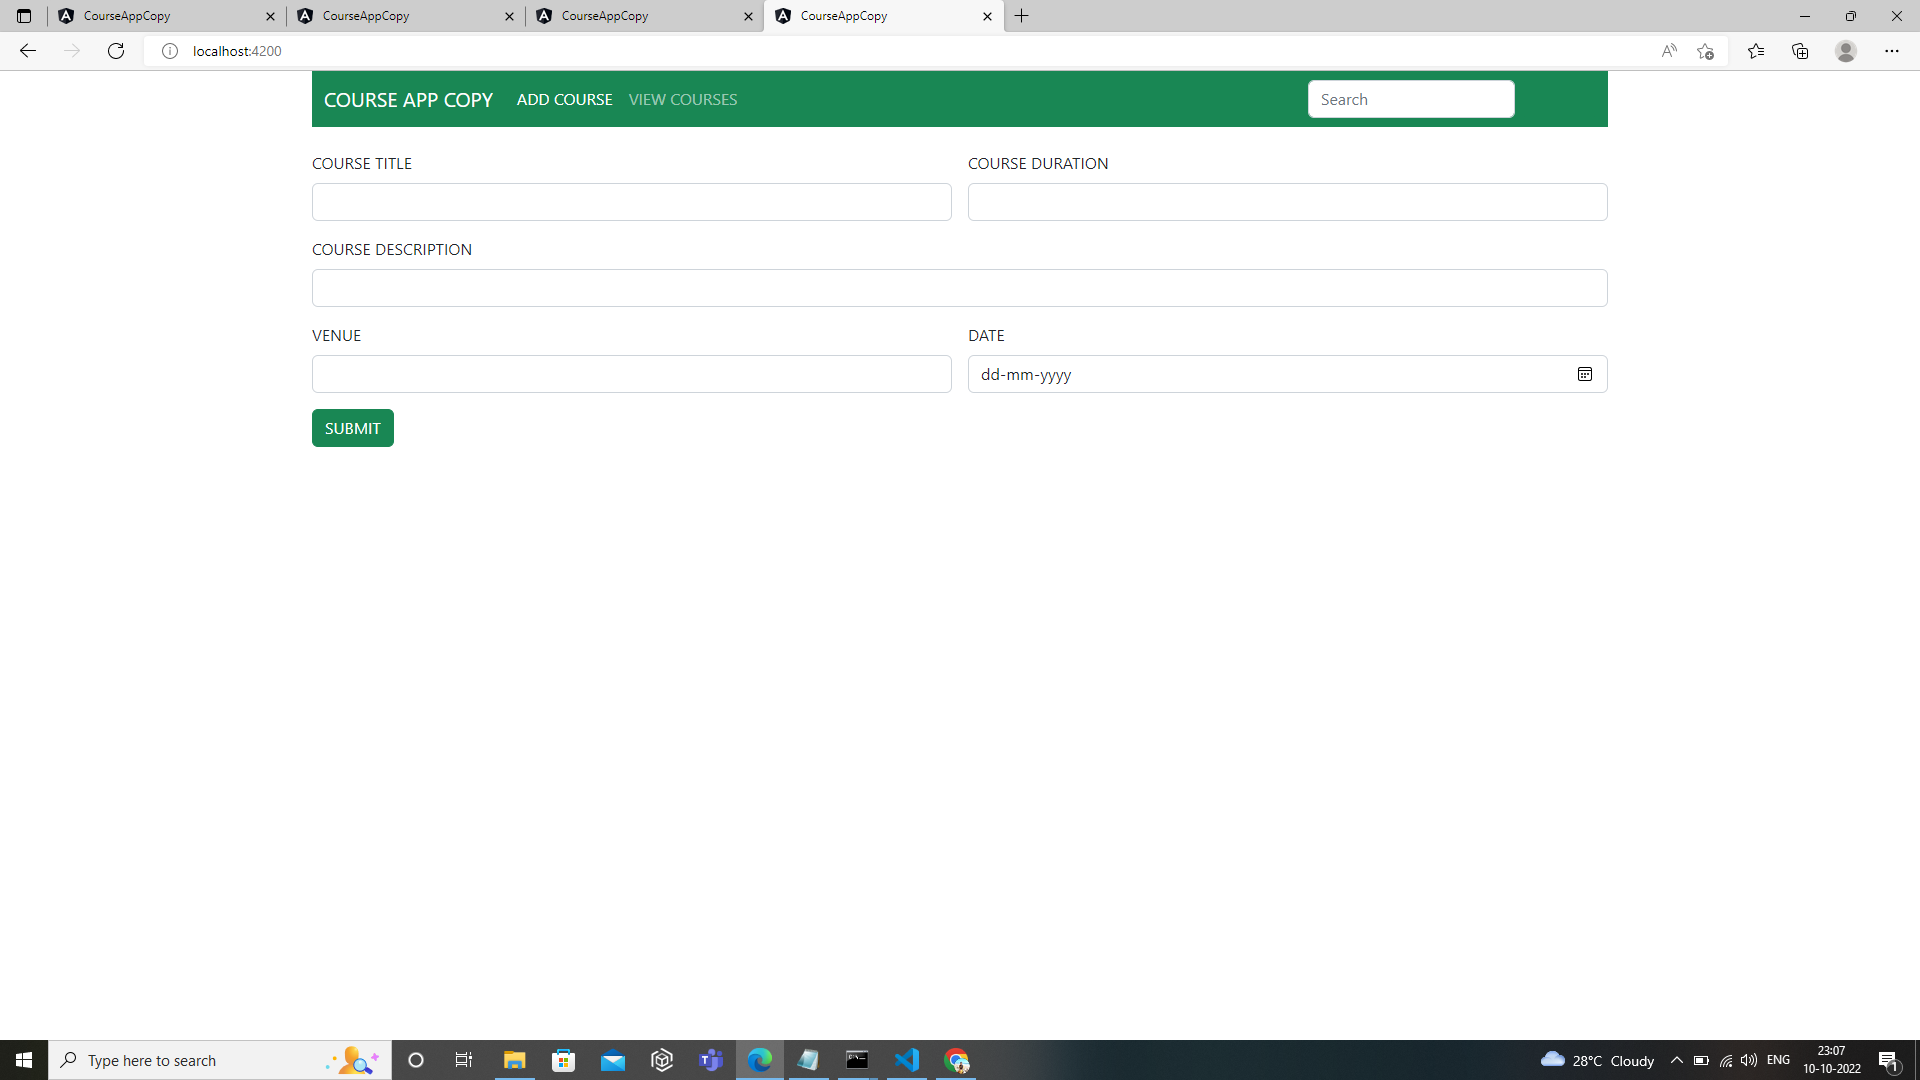 CourseAppCopy
CourseAppCopy
CourseAppCopy
CourseAppCopy
localhost:4200
COURSE APP COPY ADD COURSE VIEW COURSES Search
COURSE TITLE COURSE DURATION
COURSE DESCRIPTION
VENUE DATE
dd-mm-yyyy
SUBMIT
Type here to search
28°C Cloudy
ENG
23:07
10-10-2022
1